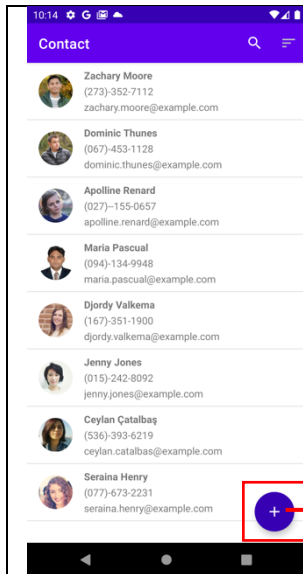 10:14
Contact
Zachary Moore
(273)-352-7112
zachary.moore@example.com
Dominic Thunes
(067)-453-1128
dominic.thunes@example.com
Apolline Renard
(027)--155-0657
apolline.renard@example.com
Maria Pascual
(094)-134-9948
maria.pascual@example.com
Djordy Valkema
(167)-351-1900
djordy.valkema@example.com
Jenny Jones
(015)-242-8092
jenny.jones@example.com
Ceylan Çatalbaş
(536)-393-6219
ceylan.catalbas@example.com
Seraina Henry
(077)-673-2231
seraina.henry@example.com